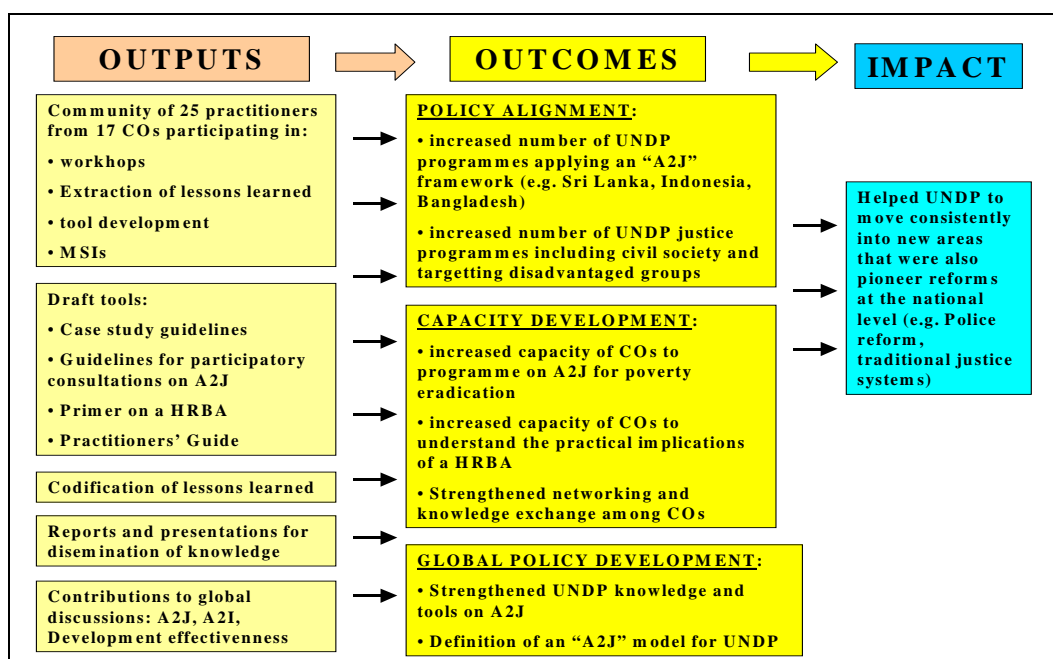 OUTPUTS
OUTCOMES
IMPACT
Community of 25 practitioners
from 17 COs participating in:
• workhops
• Extraction of lessons learned
• tool development
• MSIs
Draft tools:
• Case study guidelines
• Guidelines for participatory
consultations on A2J
• Primer on a HRBA
• Practitioners' Guide
Codification of lessons learned
Reports and presentations for
disemination of knowledge
Contributions to global
discussions: A2J, A2I,
Development effectiveness
POLICY ALIGNMENT:
• increased number of UNDP
programmes applying an “A2J”
framework (e.g. Sri Lanka, Indonesia,
Bangladesh)
• increased number of UNDP justice
programmes including civil society and
targetting disadvantaged groups
CAPACITY DEVELOPMENT:
• increased capacity of COs to
programme on A2J for poverty
eradication
• increased capacity of COs to
understand the practical implications
of a HRBA
• Strengthened networking and
knowledge exchange among COs
GLOBAL POLICY DEVELOPMENT:
• Strengthened UNDP knowledge and
tools on A2J
• Definition of an “A2J” model for UNDP
Helped UNDP to
move consistently
into new areas
that were also
pioneer reforms
at the national
level (e.g. Police
reform,
traditional justice
systems)